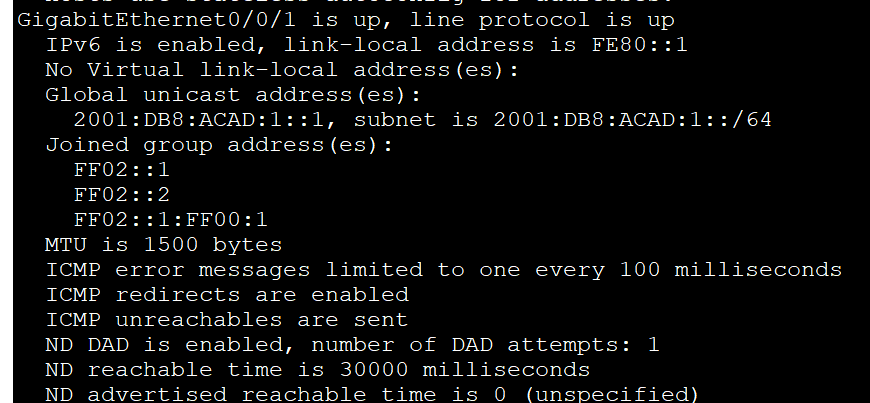 GigabitEthernet0/0/1 is up, line protocol is up
IPv6 is enabled, link-local address is FE80::1
No Virtual link-local address(es):
Global unicast address(es):
2001:DB8:ACAD:1::1, subnet is 2001:DB8:ACAD:1::/64
Joined group address(es):
FF02::1
FF02::2
FF02::1:FF00:1
MTU is 1500 bytes
ICMP error messages limited to one every 100 milliseconds
ICMP redirects are enabled
ICMP unreachables are sent
ND DAD is enabled, number of DAD attempts: 1
ND reachable time is 30000 milliseconds
ND advertised reachable time is 0 (unspecified)